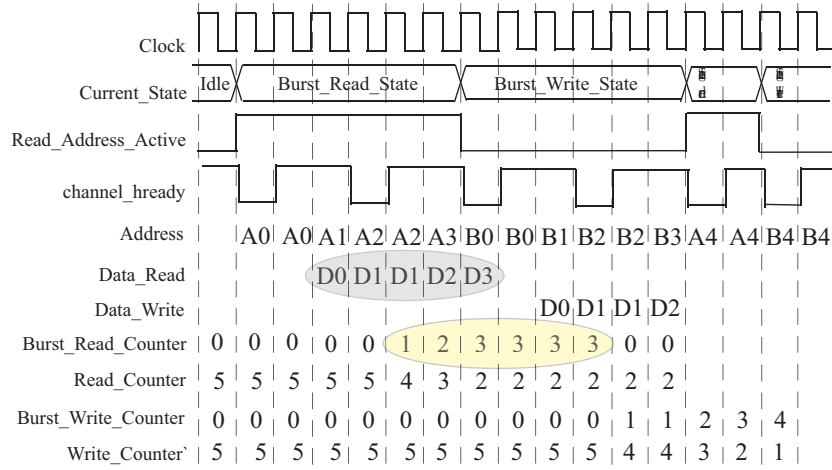 Clock
Current_State Idle Burst_Read_State Burst_Write_State
Read_Address_Active
channel_hready
Address A0 A0 A1 A2 A2 A3 B0 B0 B1 B2 B2 B3 A4 A4 B4 B4
Data_Read D0 D1 D1 D2 D3
Data_Write D0 D1 D1 D2
Burst_Read_Counter 0 0 0 0 0 1 2 3 3 3 3 0 0
Read_Counter 5 5 5 5 5 4 3 2 2 2 2 2 2
Burst_Write_Counter 0 0 0 0 0 0 0 0 0 0 0 1 1 2 3 4
Write_Counter` 5 5 5 5 5 5 5 5 5 5 5 4 4 3 2 1